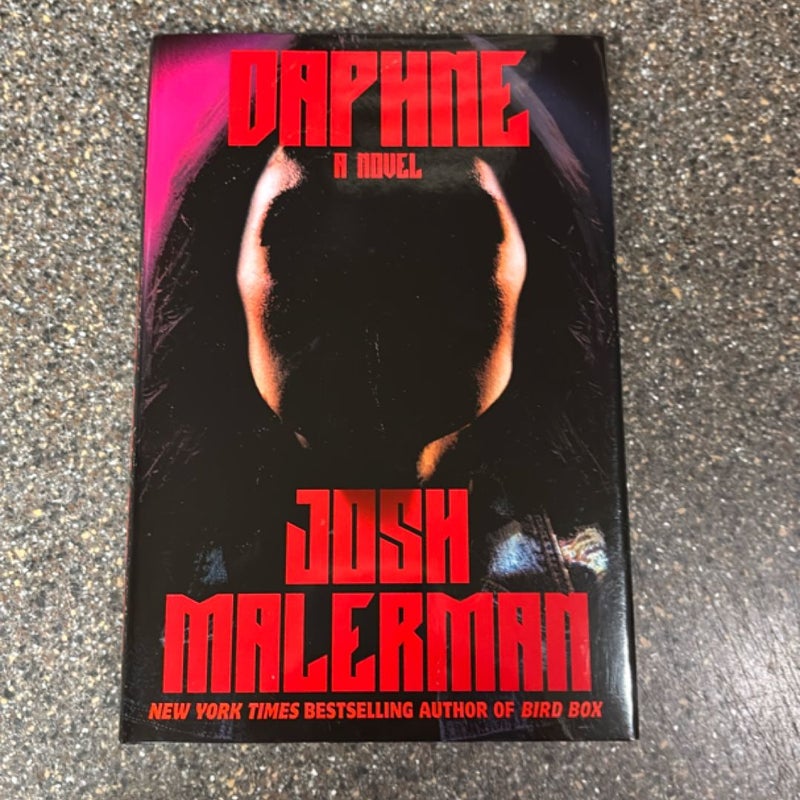 DAPHNE
A NOVEL
JOSH
MALERMAN
NEW YORK TIMES BESTSELLING AUTHOR OF BIRD BOX